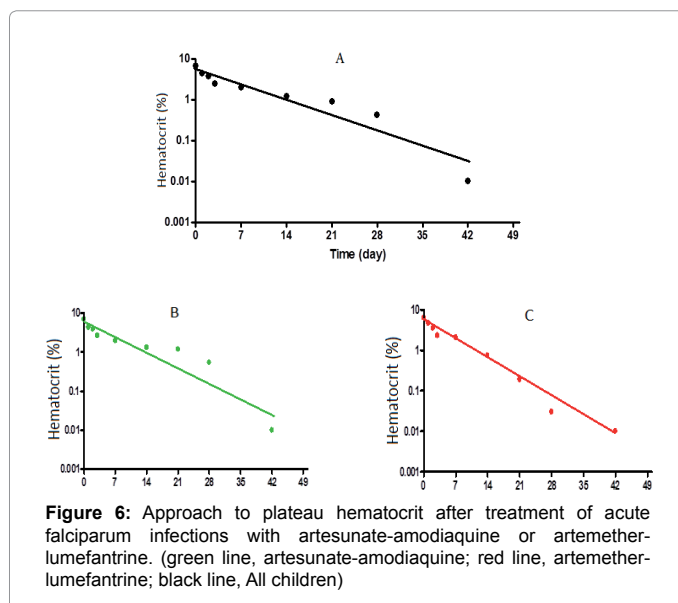 A
Hematocrit (%)
10
1
0.1
0.01
0.001
0 7 14 21 28 35 42 49
Time (day)
B
Hematocrit (%)
10
1
0.1
0.01
0.001
0 7 14 21 28 35 42 49
C
Hematocrit (%)
10
1
0.1
0.01
0.001
0 7 14 21 28 35 42 49
Figure 6: Approach to plateau hematocrit after treatment of acute
falciparum infections with artesunate-amodiaquine or artemether-
lumefantrine. (green line, artesunate-amodiaquine; red line, artemether-
lumefantrine; black line, All children)